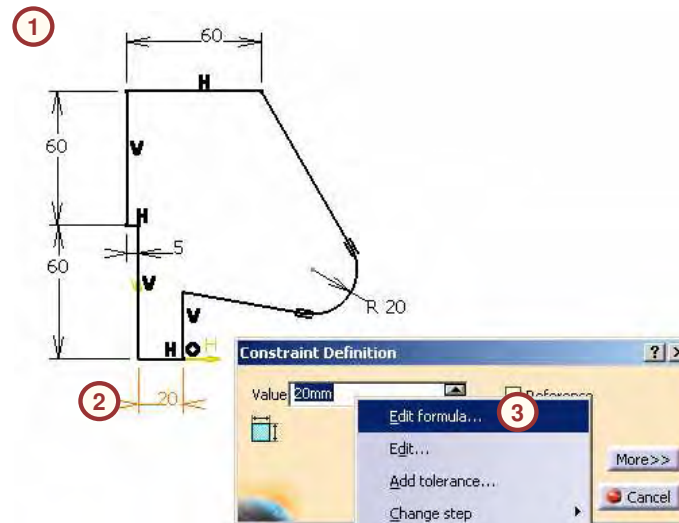 1
60
H
60
V
H
5
60
V V
R 20
V
H O H
2
20
Constraint Definition
Value 20mm
Reference
3
Edit formula...
Edit...
Add tolerance...
Change step
More>>
Cancel